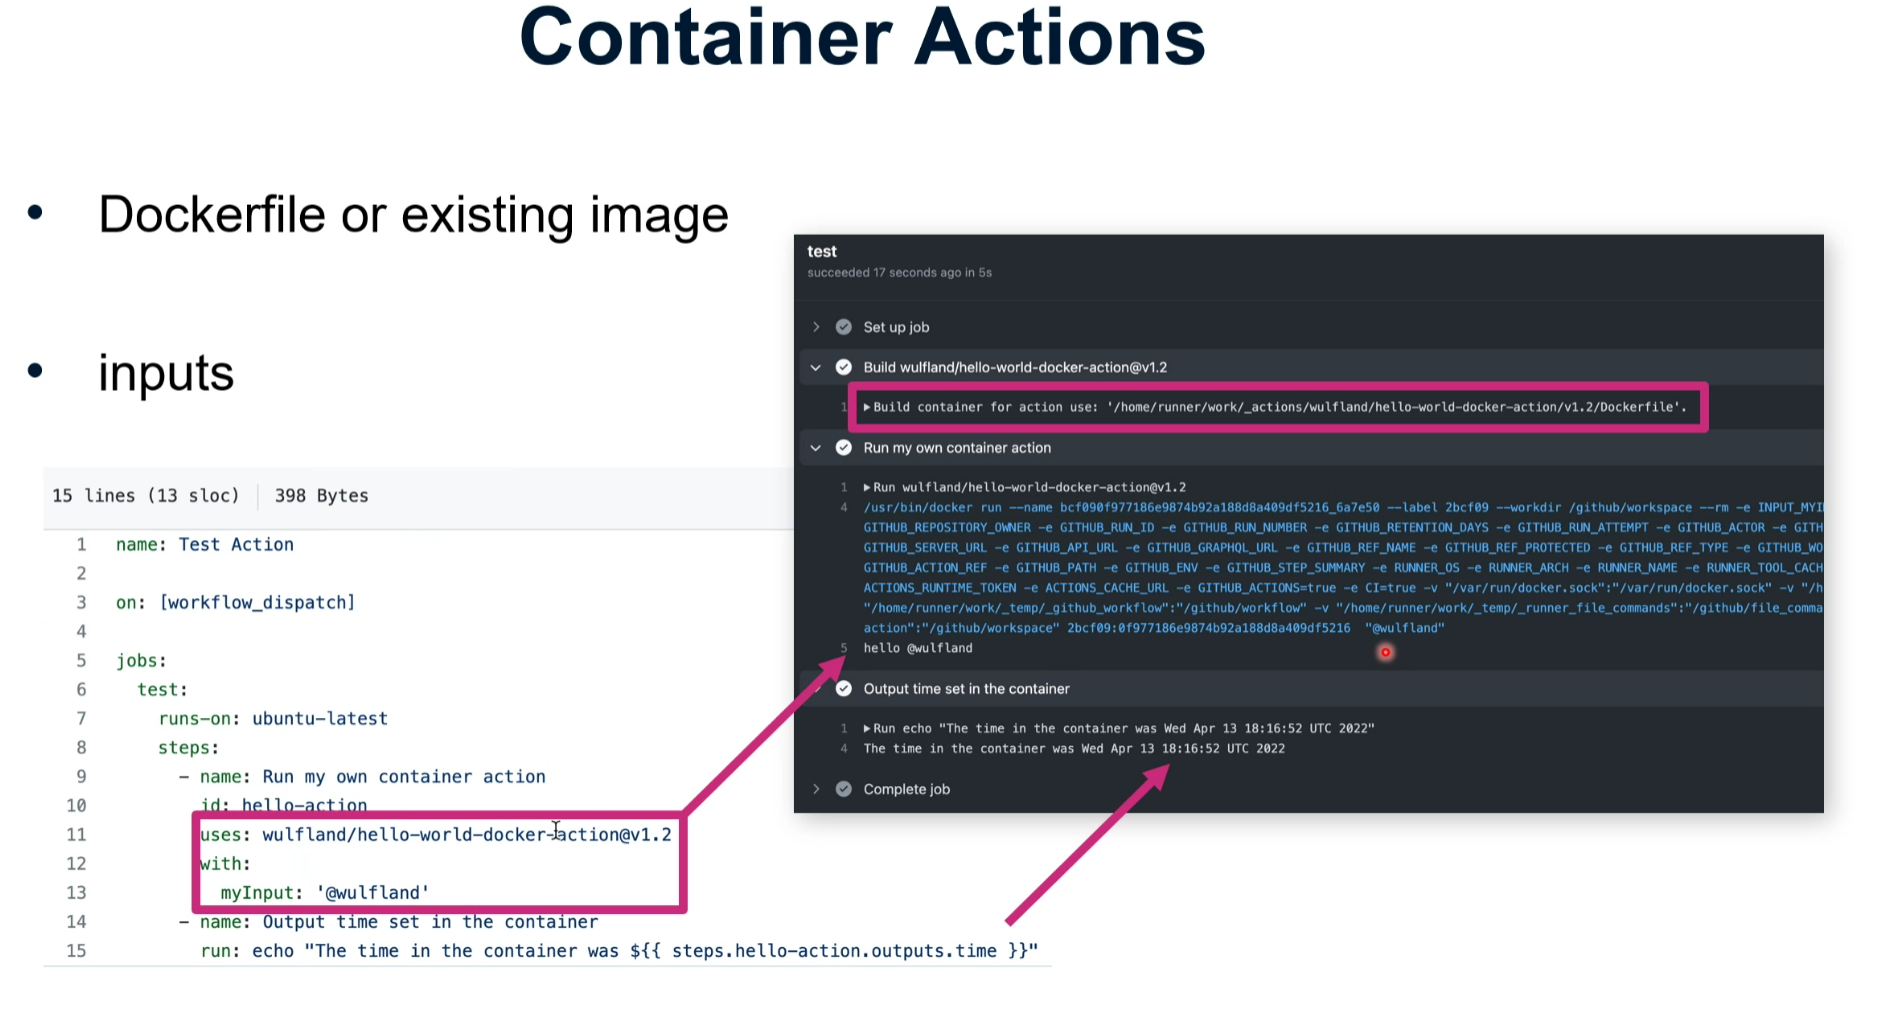 Container Actions
• Dockerfile or existing image
• inputs
15 lines (13 sloc) | 398 Bytes
1 name: Test Action
2
3 on: [workflow_dispatch]
4
5 jobs:
6 test:
7 runs-on: ubuntu-latest
8 steps:
9 - name: Run my own container action
10 id: hello-action
11 uses: wulfland/hello-world-docker-action@v1.2
12 with:
13 myInput: '@wulfland'
14 - name: Output time set in the container
15 run: echo "The time in the container was ${{ steps.hello-action.outputs.time }}"
test
succeeded 17 seconds ago in 5s
Set up job
Build wulfland/hello-world-docker-action@v1.2
1 ▶Build container for action use: '/home/runner/work/_actions/wulfland/hello-world-docker-action/v1.2/Dockerfile'.
Run my own container action
1 ▶Run wulfland/hello-world-docker-action@v1.2
4 /usr/bin/docker run --name bcf090f977186e9874b92a188d8a409df5216_6a7e50 --label 2bcf09 --workdir /github/workspace --rm -e INPUT_MYI
GITHUB_REPOSITORY_OWNER -e GITHUB_RUN_ID -e GITHUB_RUN_NUMBER -e GITHUB_RETENTION_DAYS -e GITHUB_RUN_ATTEMPT -e GITHUB_ACTOR -e GITH
GITHUB_SERVER_URL -e GITHUB_API_URL -e GITHUB_GRAPHQL_URL -e GITHUB_REF_NAME -e GITHUB_REF_PROTECTED -e GITHUB_REF_TYPE -e GITHUB_WO
GITHUB_ACTION_REF -e GITHUB_PATH -e GITHUB_ENV -e GITHUB_STEP_SUMMARY -e RUNNER_OS -e RUNNER_ARCH -e RUNNER_NAME -e RUNNER_TOOL_CACH
ACTIONS_RUNTIME_TOKEN -e ACTIONS_CACHE_URL -e GITHUB_ACTIONS=true -e CI=true -v "/var/run/docker.sock":"/var/run/docker.sock" -v "/h
"/home/runner/work/_temp/_github_workflow":"/github/workflow" -v "/home/runner/work/_temp/_runner_file_commands":"/github/file_comma
action":"/github/workspace" 2bcf09:0f977186e9874b92a188d8a409df5216 "@wulfland"
5 hello @wulfland
Output time set in the container
1 ▶Run echo "The time in the container was Wed Apr 13 18:16:52 UTC 2022"
4 The time in the container was Wed Apr 13 18:16:52 UTC 2022
Complete job